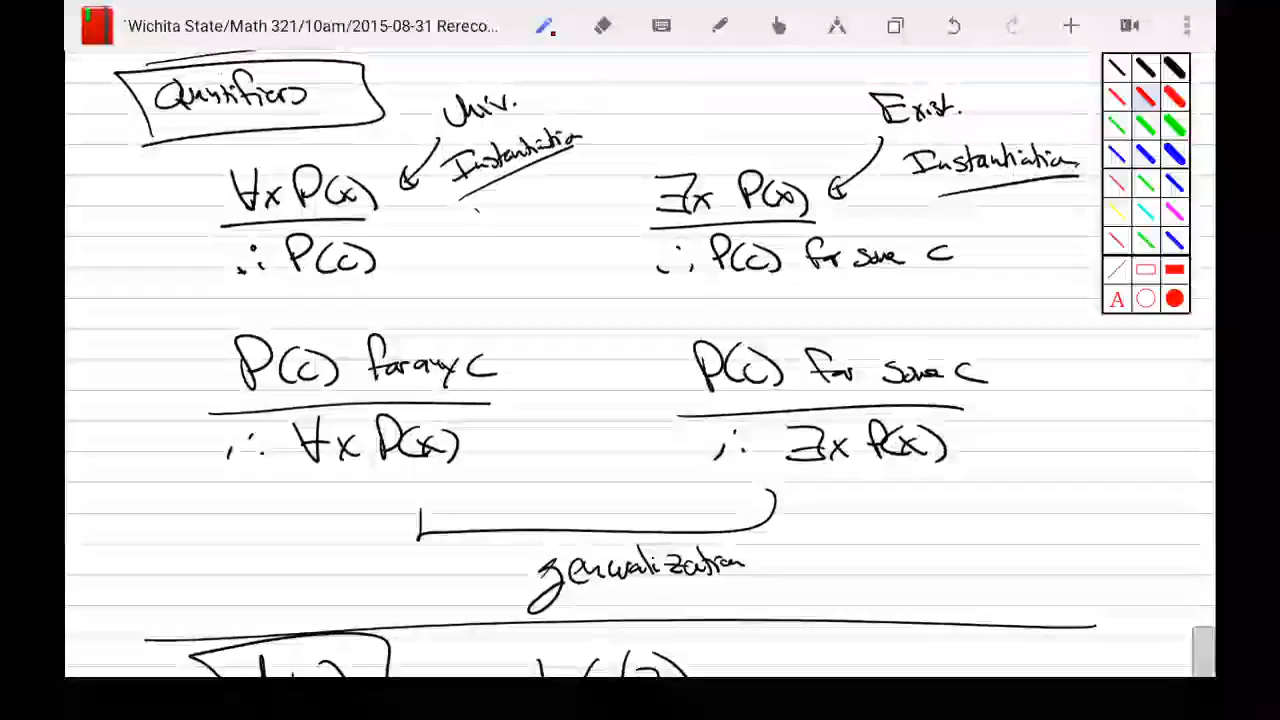 'Wichita State/Math 321/10am/2015-08-31 Rereco...
Quantifiers
Univ.
Instantiation
Exist.
Instantiation
∀x P(x)
∴ P(c)
∃x P(x)
∴ P(c) for some c
P(c) for any c
∴ ∀x P(x)
P(c) for some c
∴ ∃x P(x)
generalization
A